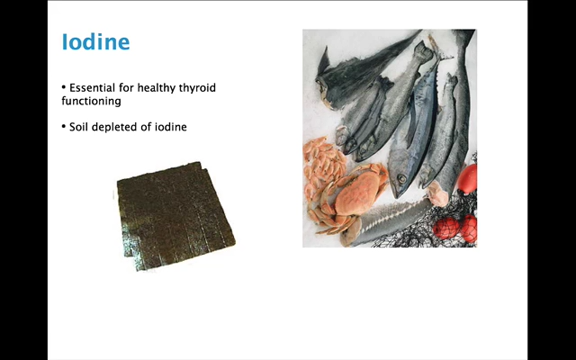 Iodine
• Essential for healthy thyroid
functioning
• Soil depleted of iodine